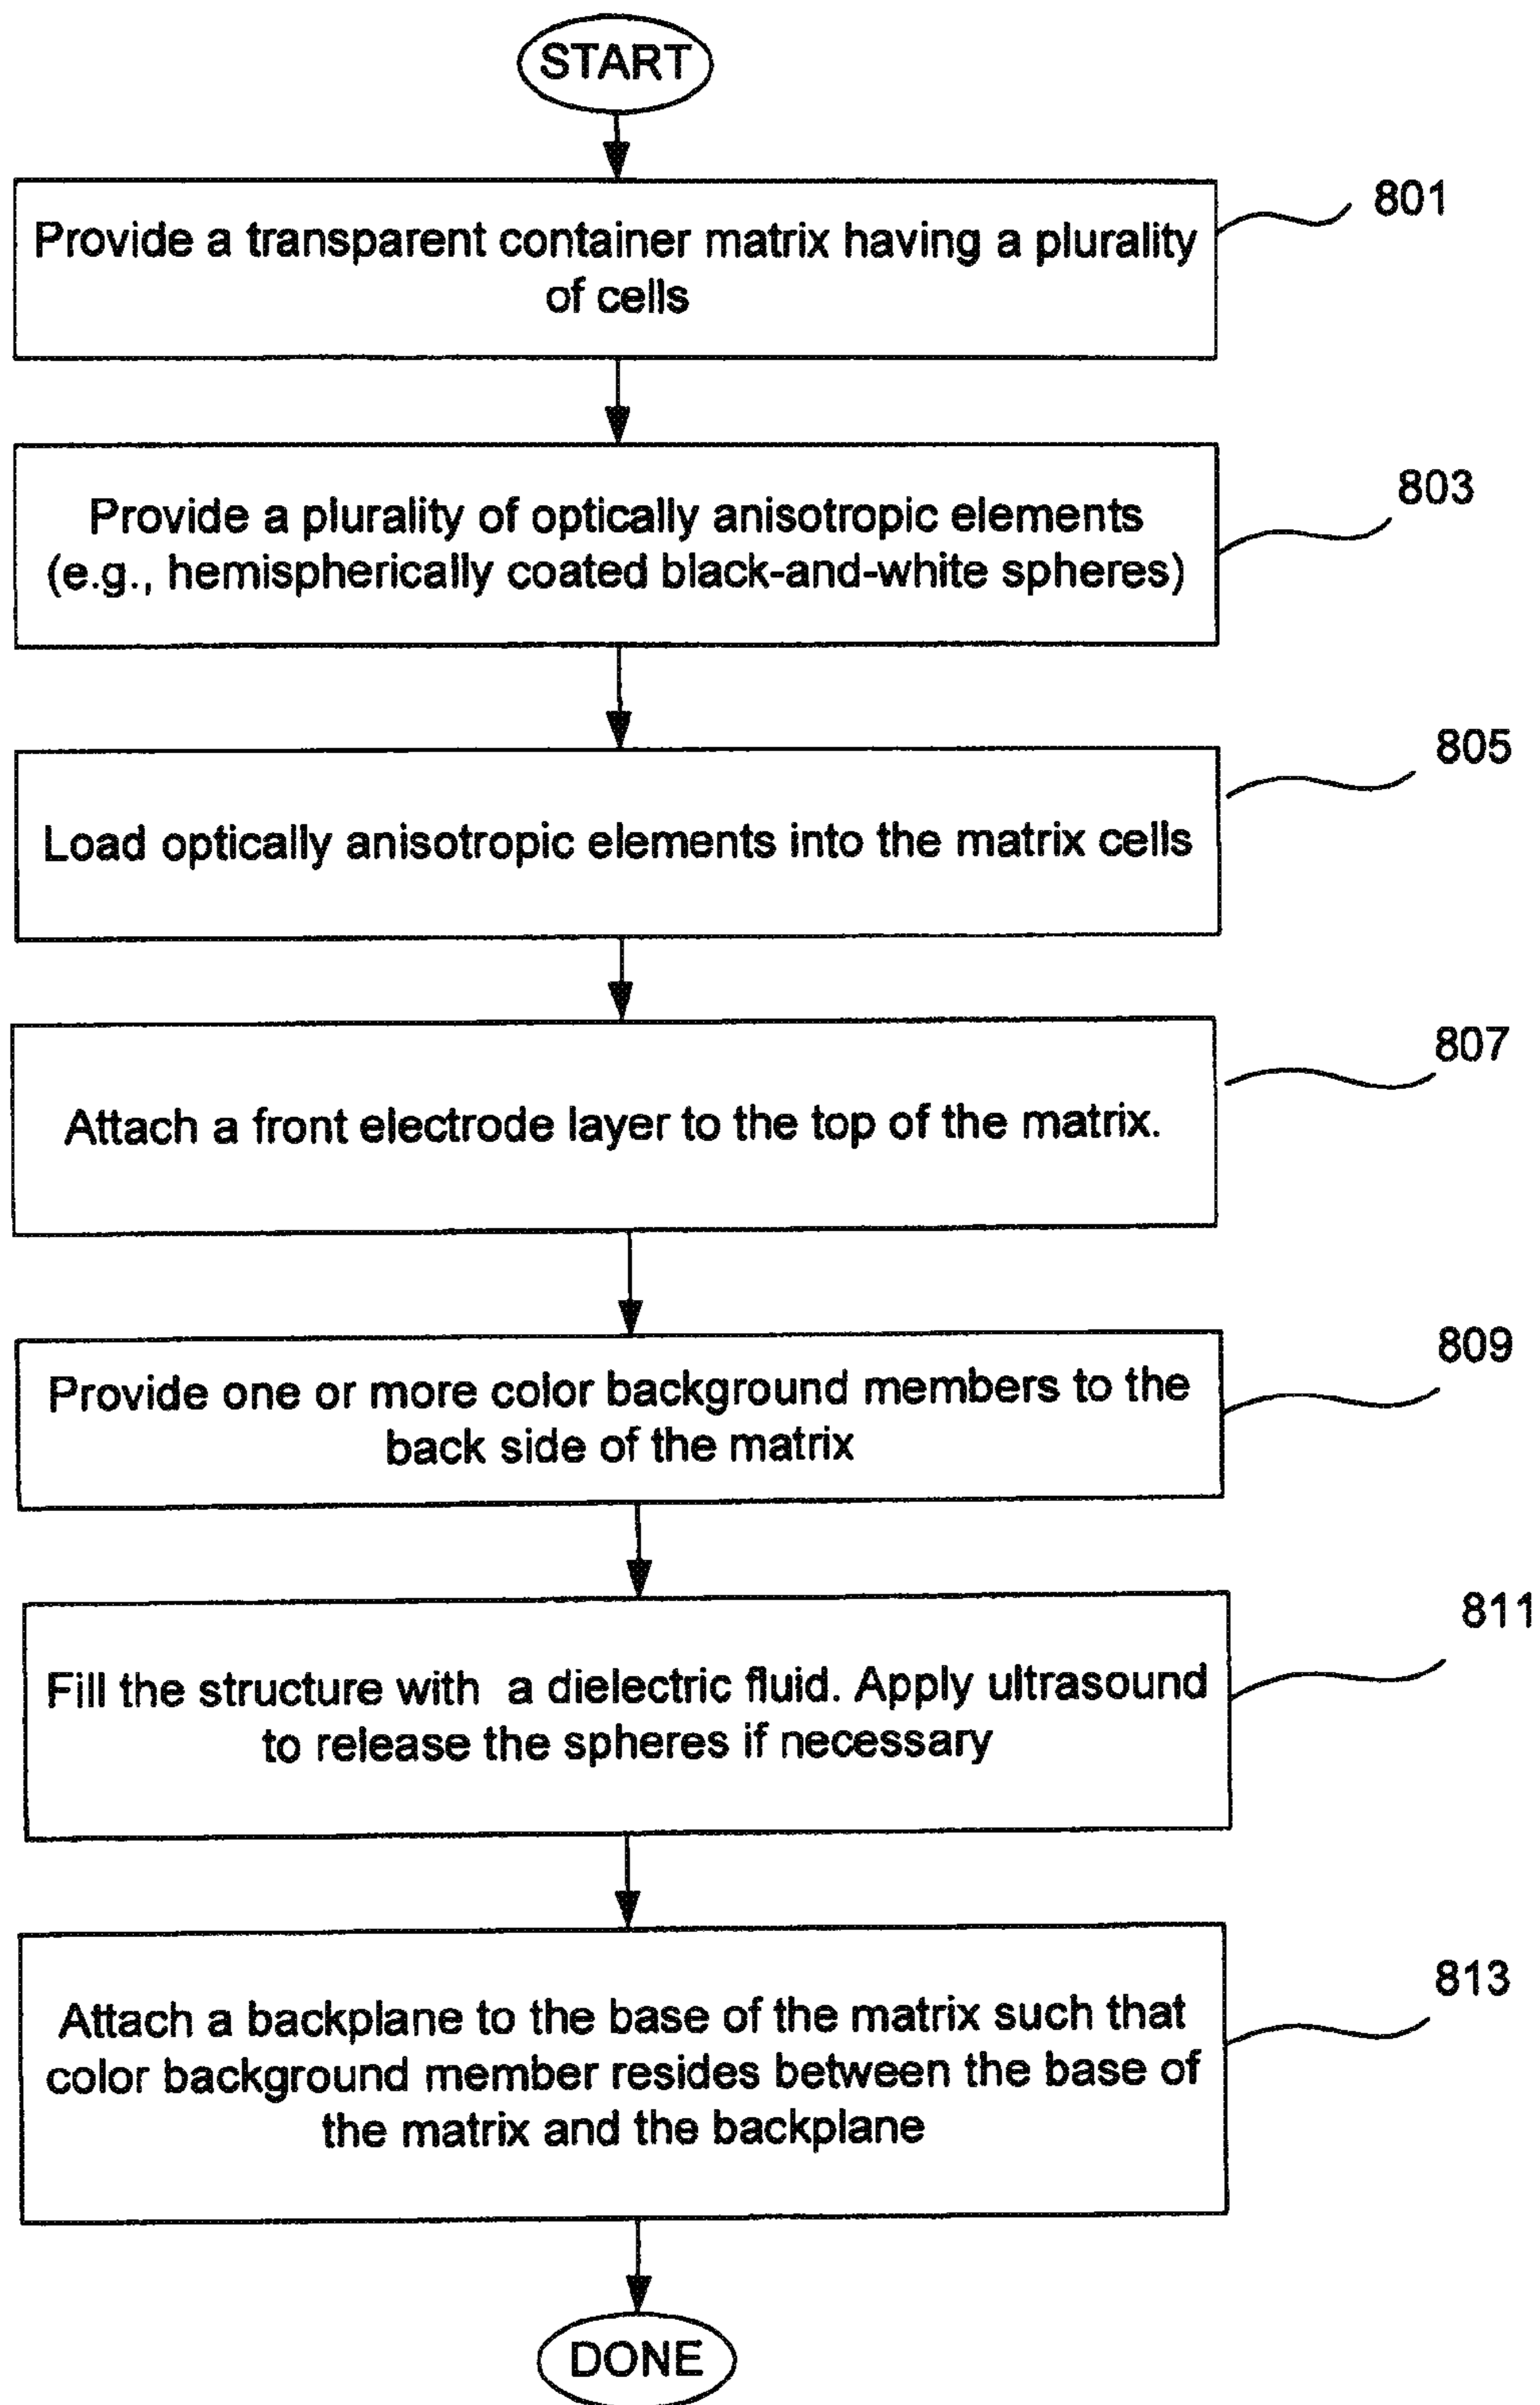 START
801
Provide a transparent container matrix having a plurality
of cells
803
Provide a plurality of optically anisotropic elements
(e.g., hemispherically coated black-and-white spheres)
805
Load optically anisotropic elements into the matrix cells
807
Attach a front electrode layer to the top of the matrix.
809
Provide one or more color background members to the
back side of the matrix
811
Fill the structure with a dielectric fluid. Apply ultrasound
to release the spheres if necessary
813
Attach a backplane to the base of the matrix such that
color background member resides between the base of
the matrix and the backplane
DONE